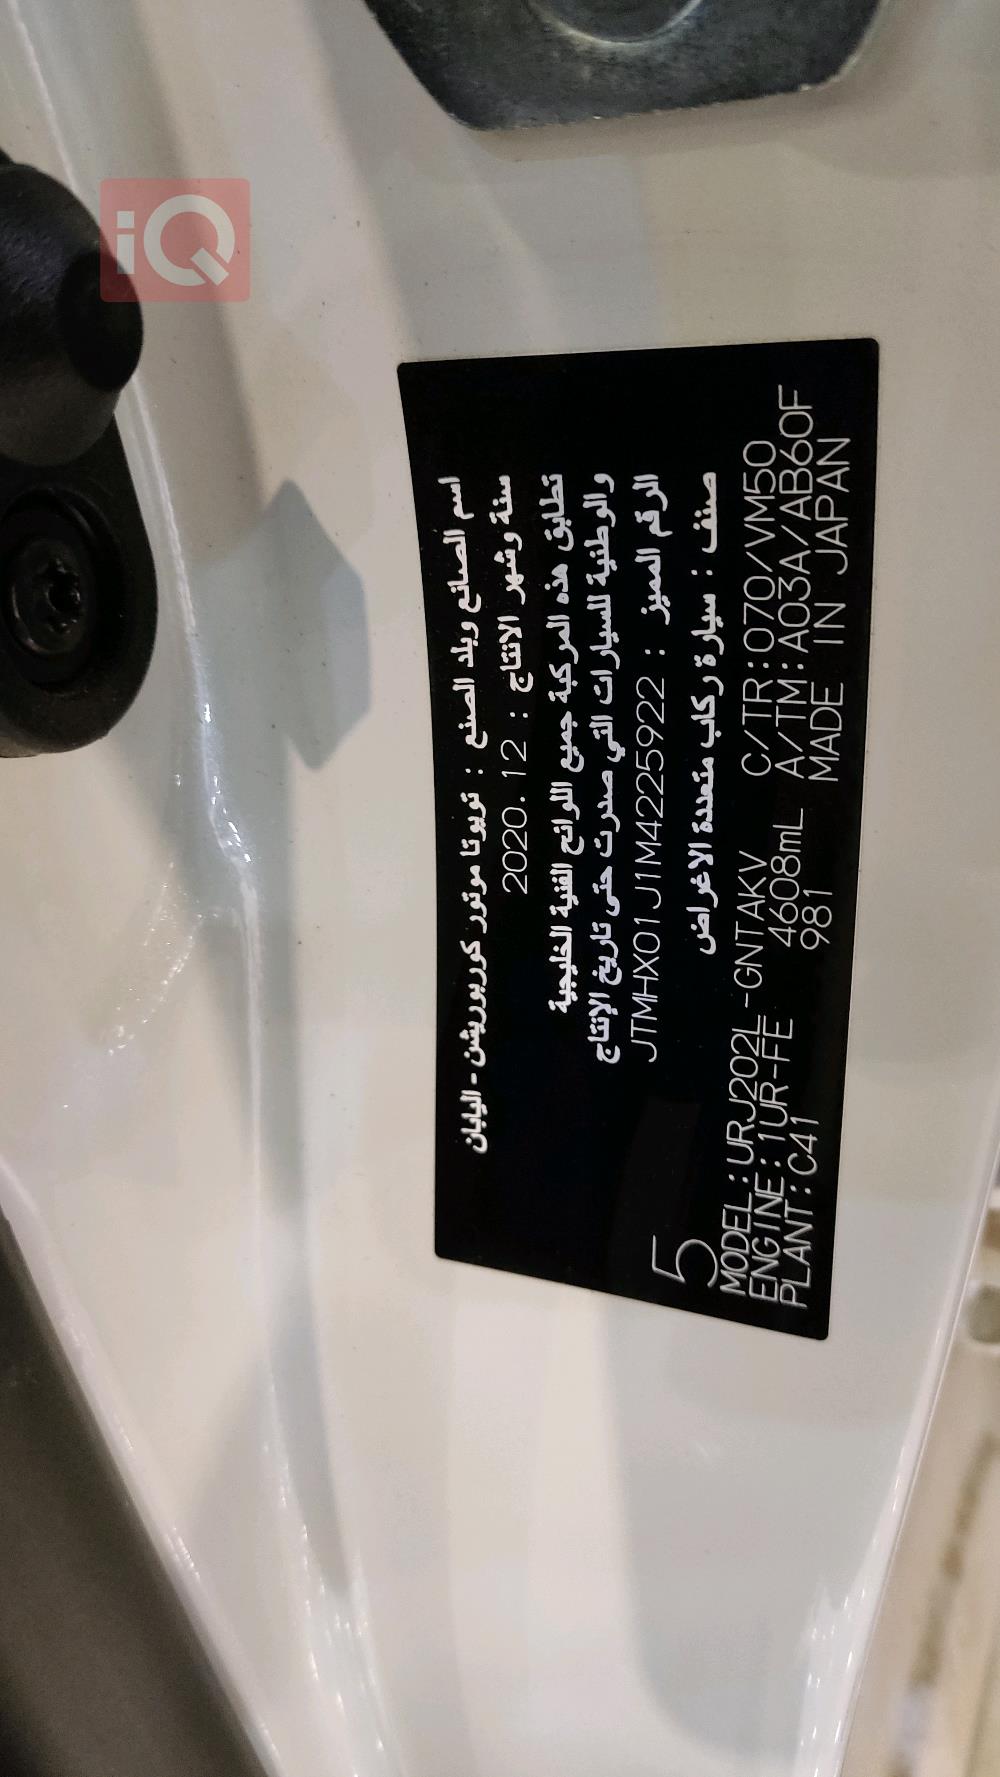 iQ
اسم الصانع وبلد الصنع : تويوتا موتور كوربوريشن - اليابان
سنة وشهر الانتاج : 2020.12
تطابق هذه المركبة جميع اللوائح الفنية الخليجية
والوطنية للسيارات التي صدرت حتى تاريخ الإنتاج
الرقم المميز : JTMHX01J1M4225922
صنف : سيارة ركاب متعددة الاغراض
5
MODEL:URJ202L-GNTAKV C/TR:070/VM50
ENGINE:1UR-FE 4608mL A/TM:A03A/AB60F
PLANT:C41 981 MADE IN JAPAN